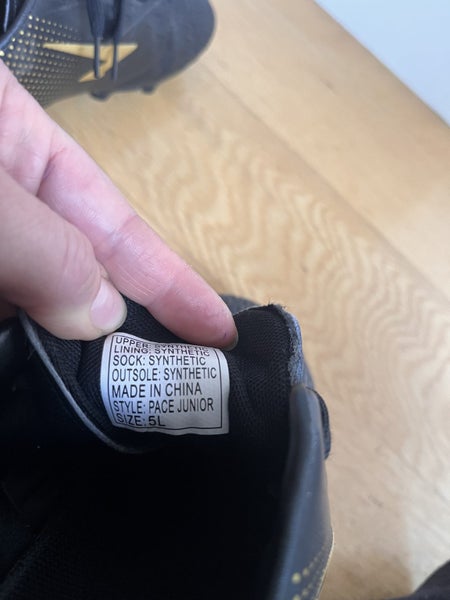 UPPER: SYNTHETIC
LINING: SYNTHETIC
SOCK: SYNTHETIC
OUTSOLE: SYNTHETIC
MADE IN CHINA
STYLE: PACE JUNIOR
SIZE: 5L